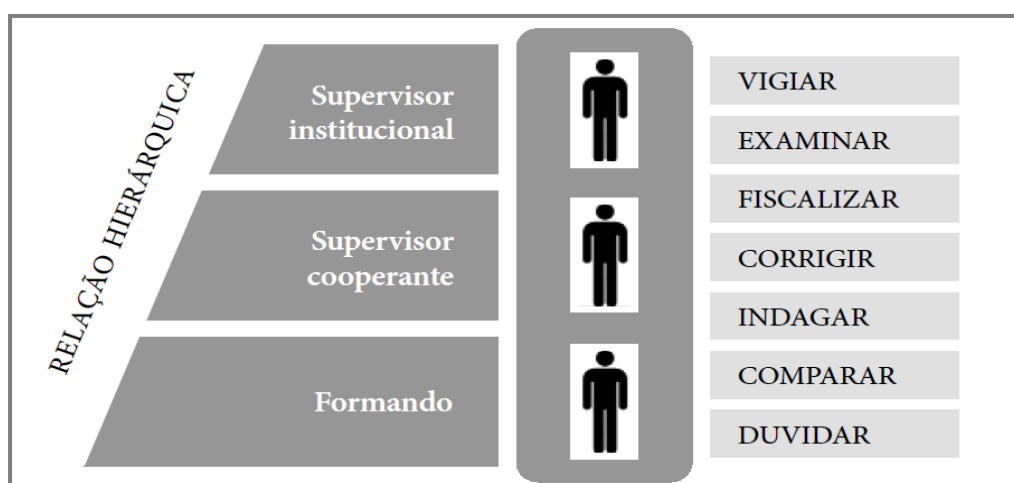 RELAÇÃO HIERÁRQUICA
Supervisor
institucional
Supervisor
cooperante
Formando
VIGIAR
EXAMINAR
FISCALIZAR
CORRIGIR
INDAGAR
COMPARAR
DUVIDAR